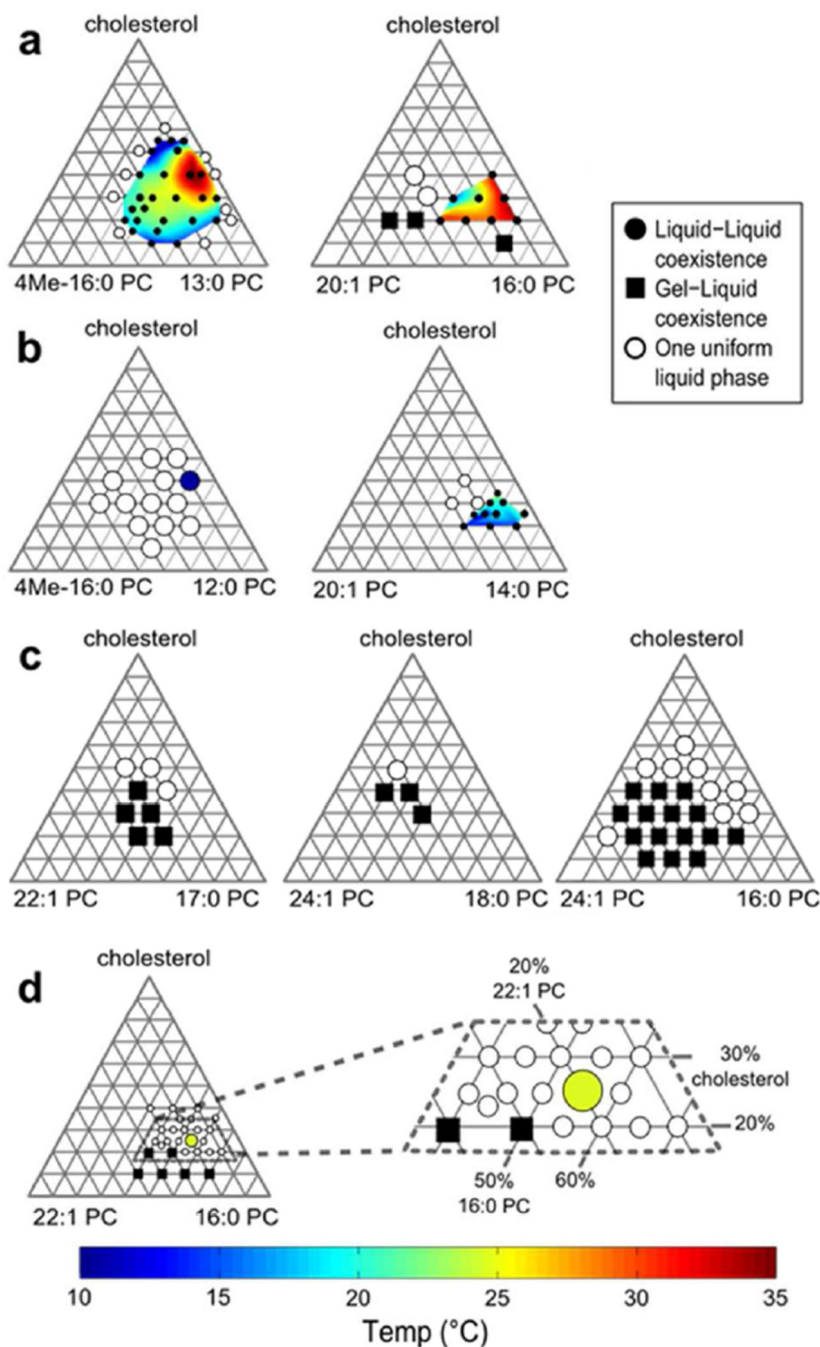 a
cholesterol
4Me-16:0 PC 13:0 PC
cholesterol
20:1 PC 16:0 PC
Liquid-Liquid
coexistence
Gel-Liquid
coexistence
One uniform
liquid phase
b
cholesterol
4Me-16:0 PC 12:0 PC
cholesterol
20:1 PC 14:0 PC
c
cholesterol
22:1 PC 17:0 PC
cholesterol
24:1 PC 18:0 PC
cholesterol
24:1 PC 16:0 PC
d
cholesterol
22:1 PC 16:0 PC
20%
22:1 PC
30%
cholesterol
20%
50%
16:0 PC
60%
10 15 20 25 30 35
Temp (°C)